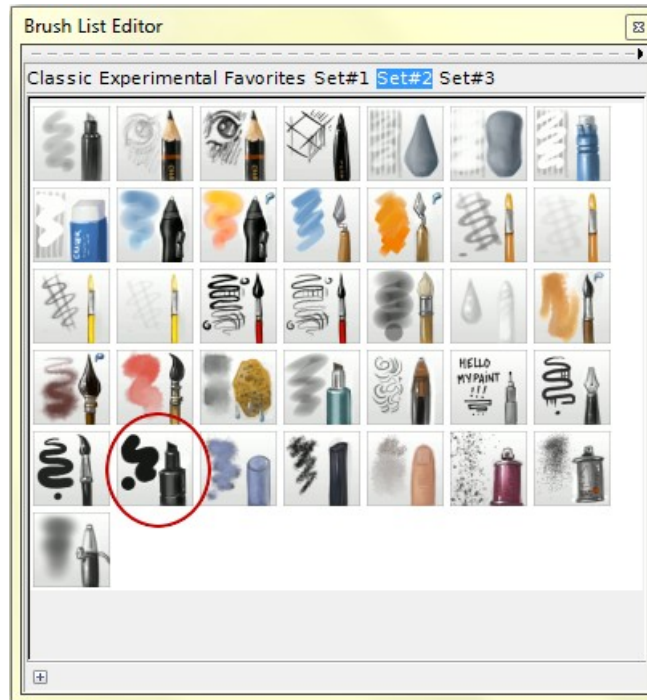 Brush List Editor
Classic Experimental Favorites Set#1 Set#2 Set#3
HELLO
MYPAINT
!!!